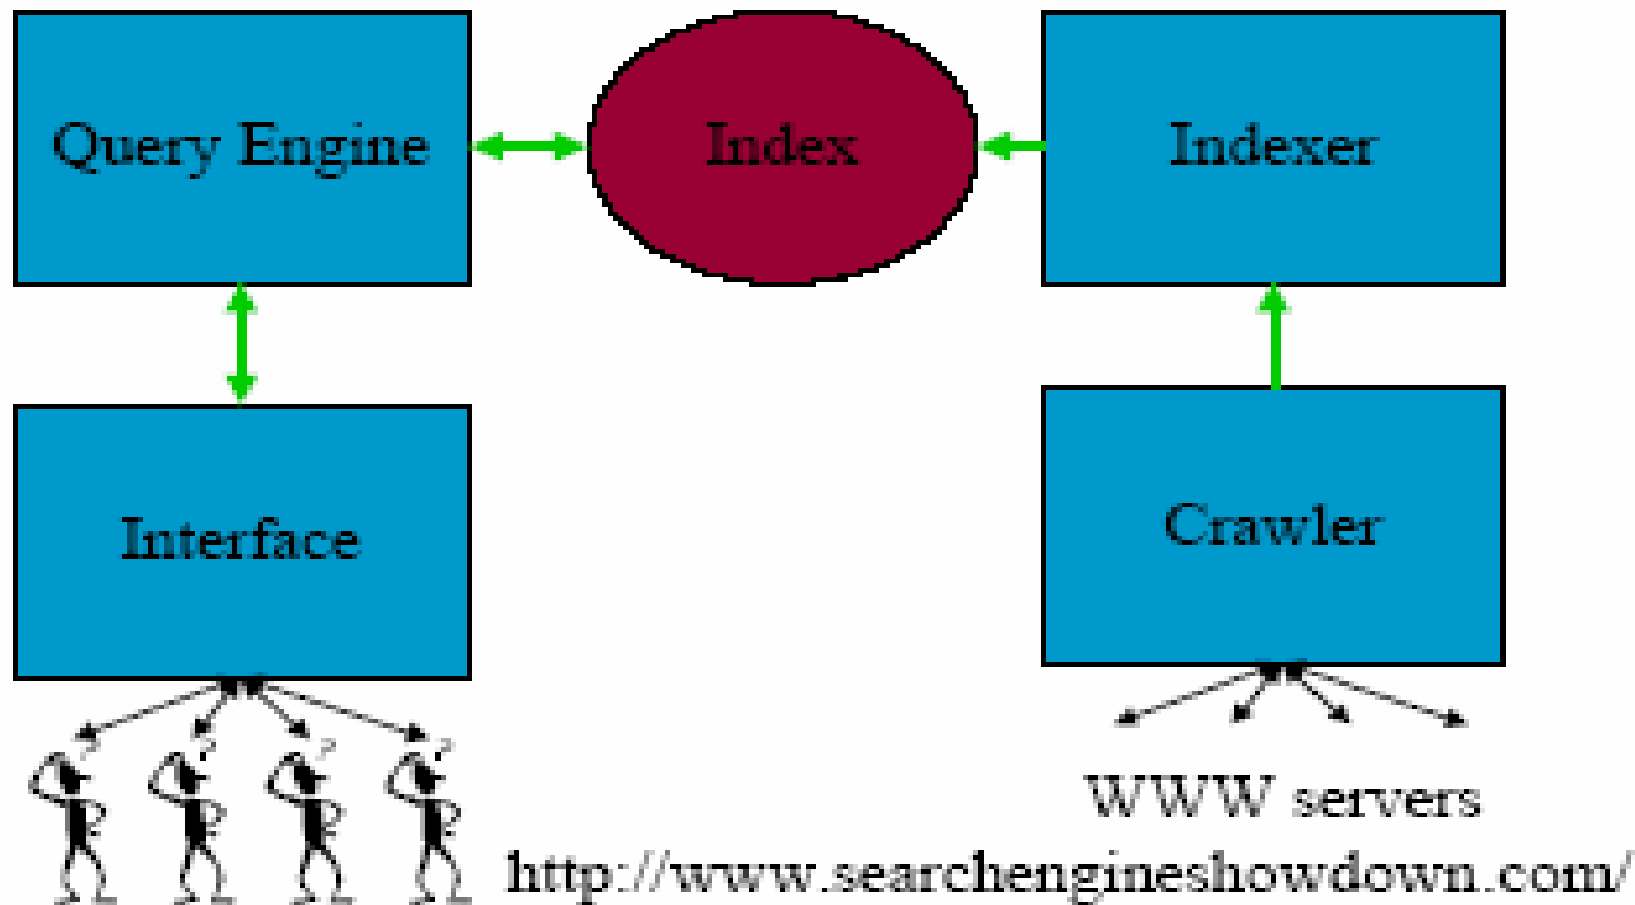 Query Engine
Index
Indexer
Interface
Crawler
?
?
?
?
WWW servers
http://www.searchengineshowdown.com/